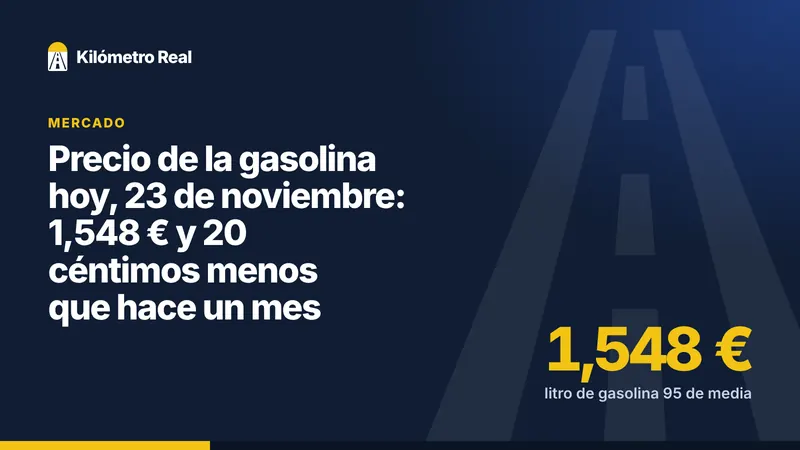 Kilómetro Real
MERCADO
Precio de la gasolina
hoy, 23 de noviembre:
1,548 € y 20
céntimos menos
que hace un mes
1,548 €
litro de gasolina 95 de media